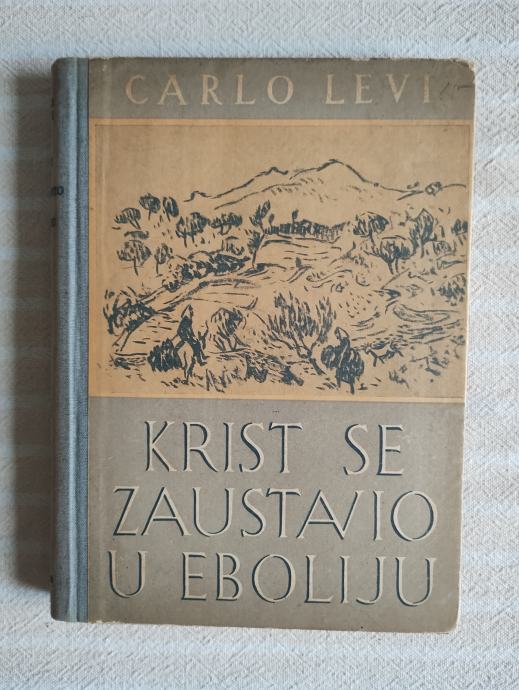 CARLO LEVI
KRIST SE
ZAUSTAVIO
U EBOLIJU